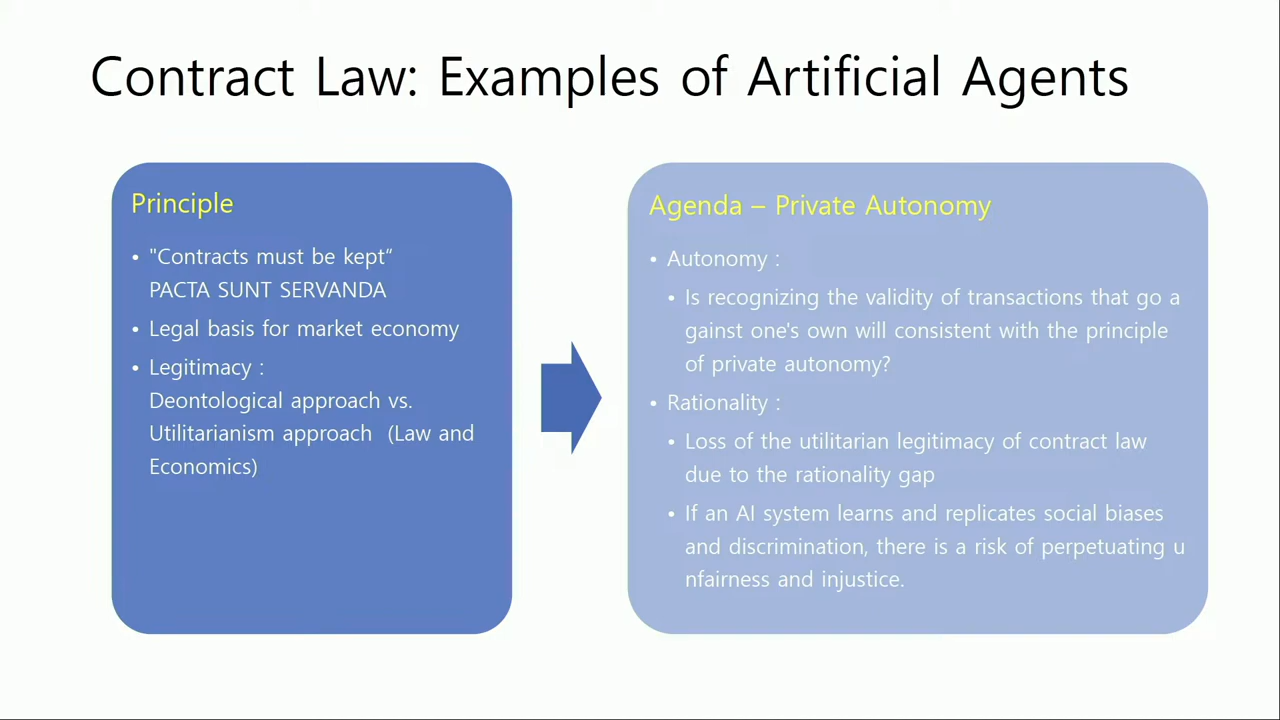 Contract Law: Examples of Artificial Agents
Principle
• "Contracts must be kept”
PACTA SUNT SERVANDA
• Legal basis for market economy
• Legitimacy :
Deontological approach vs.
Utilitarianism approach (Law and
Economics)
Agenda – Private Autonomy
• Autonomy :
• Is recognizing the validity of transactions that go a
gainst one's own will consistent with the principle
of private autonomy?
• Rationality :
• Loss of the utilitarian legitimacy of contract law
due to the rationality gap
• If an AI system learns and replicates social biases
and discrimination, there is a risk of perpetuating u
nfairness and injustice.